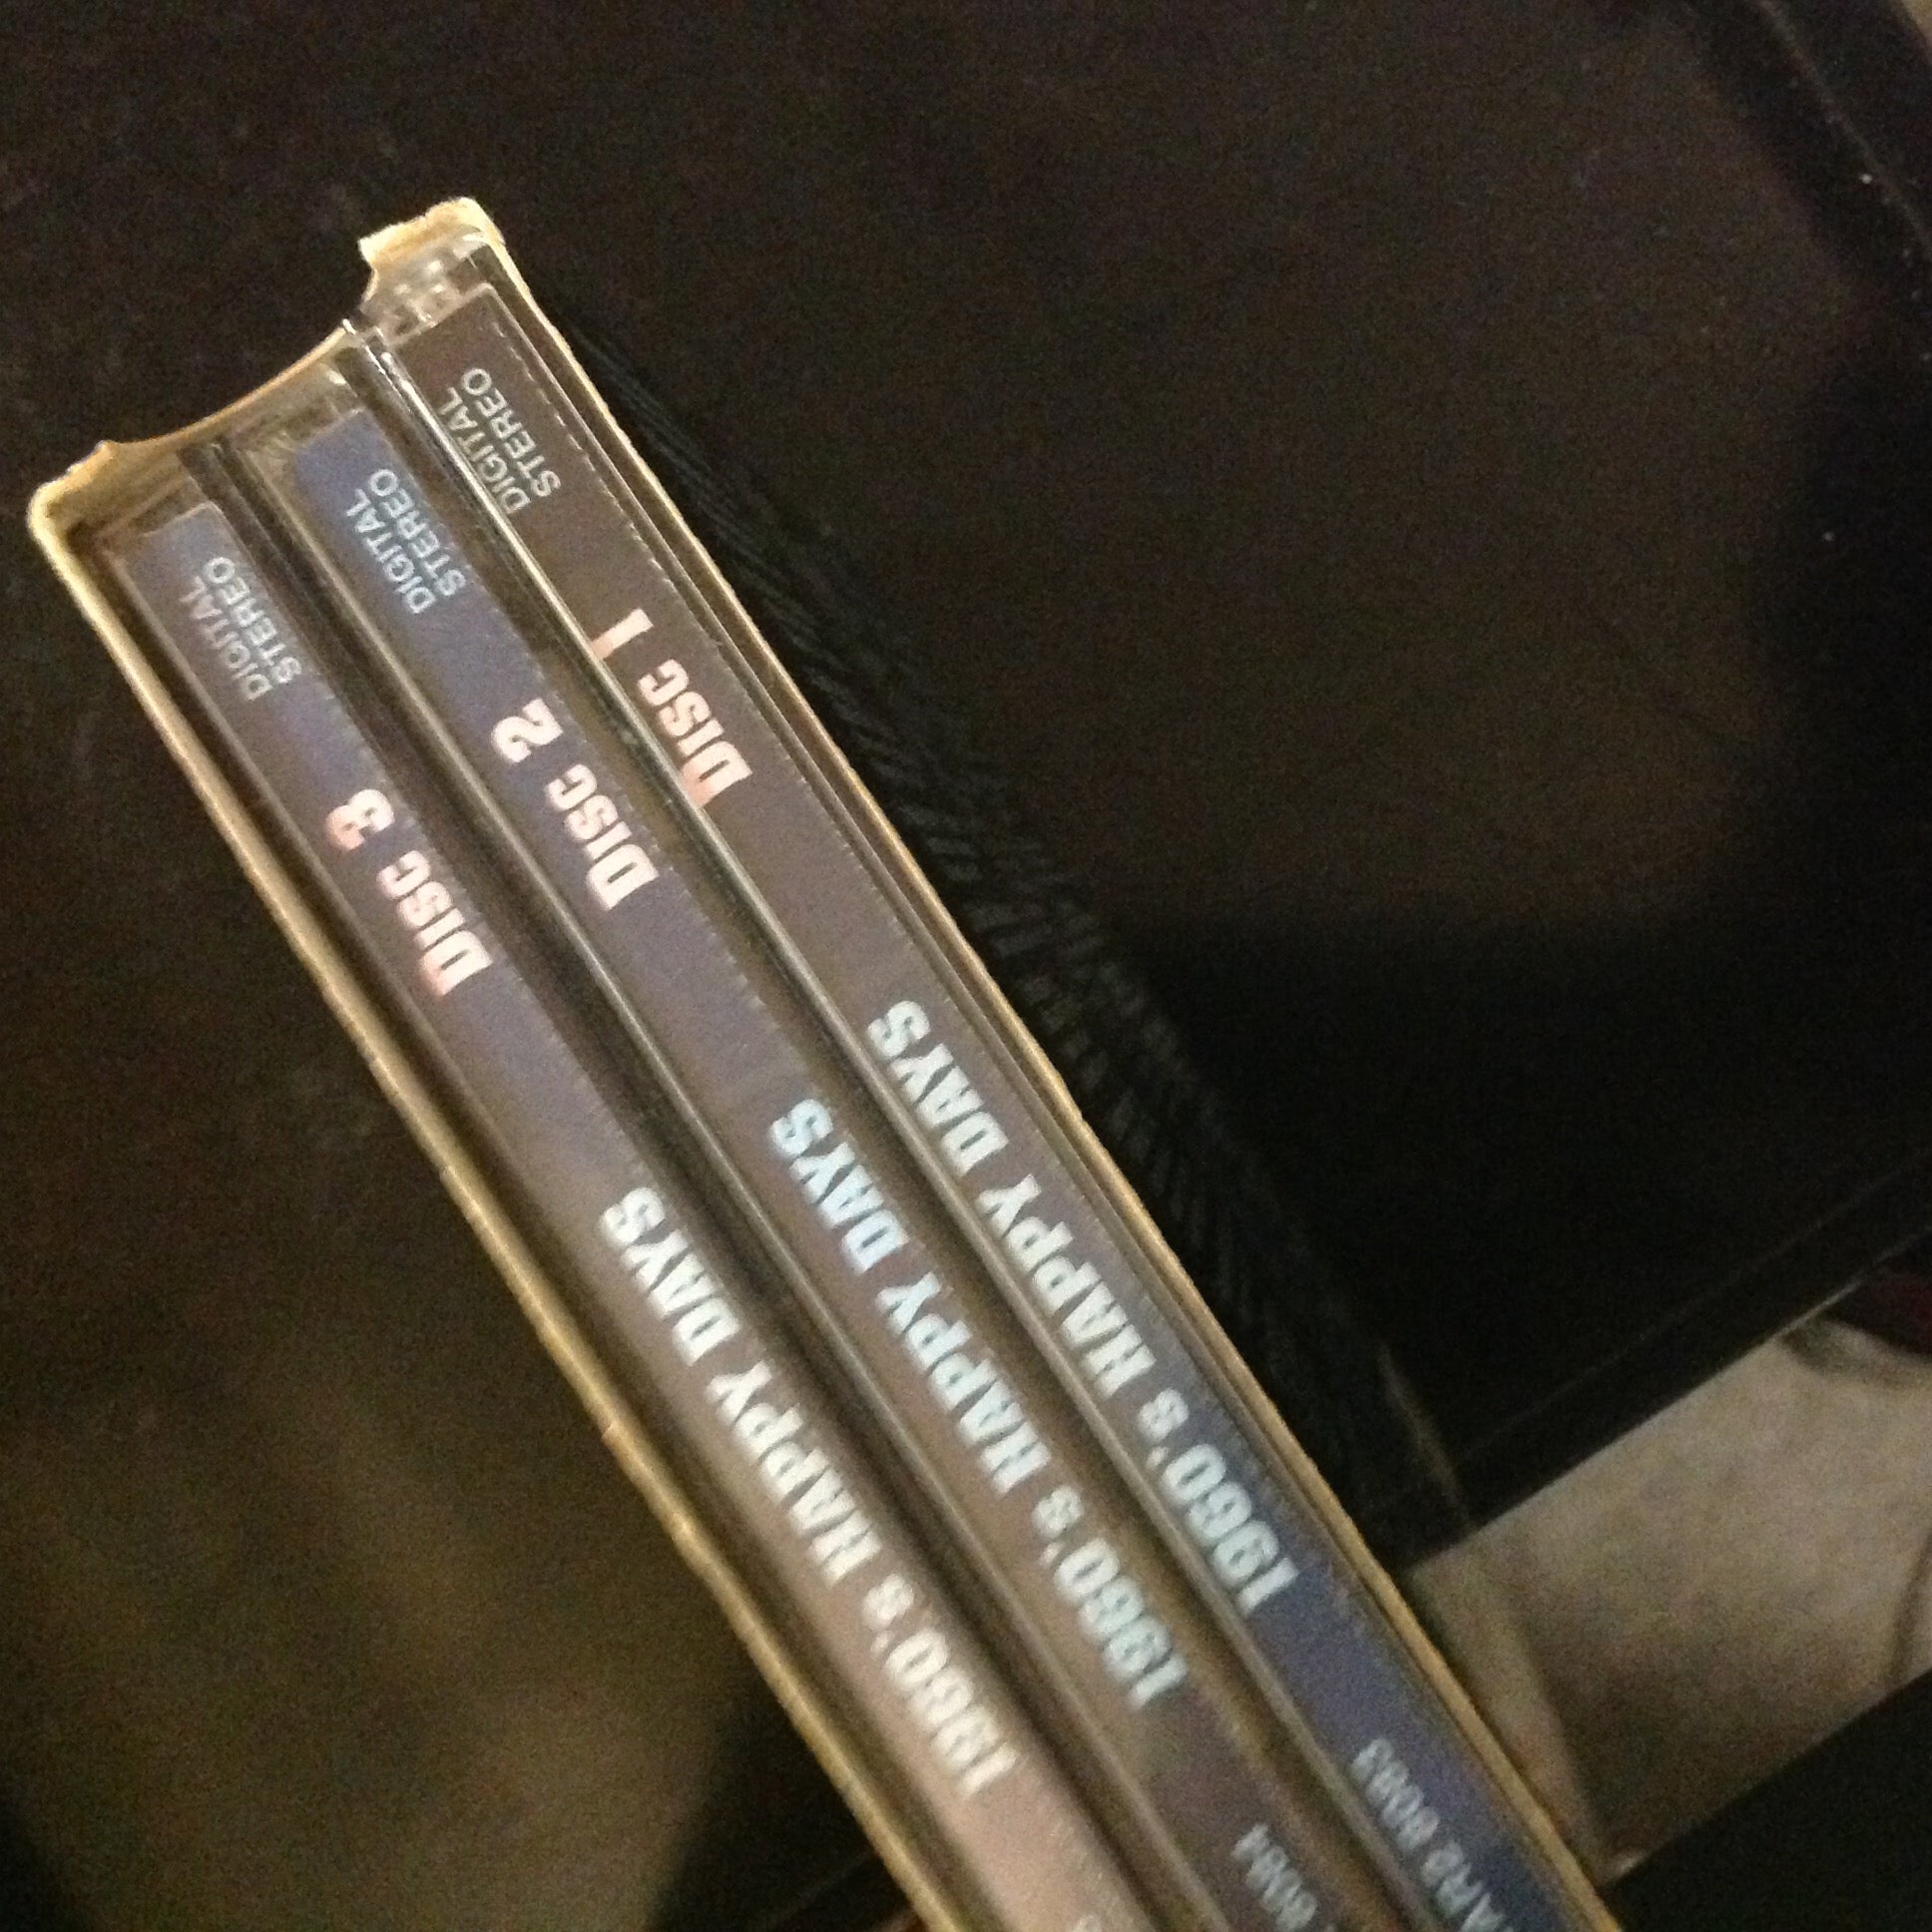 DIGITAL
STEREO
Disc 1
1960's HAPPY DAYS
DIGITAL
STEREO
Disc 2
1960's HAPPY DAYS
DIGITAL
STEREO
Disc 3
1960's HAPPY DAYS